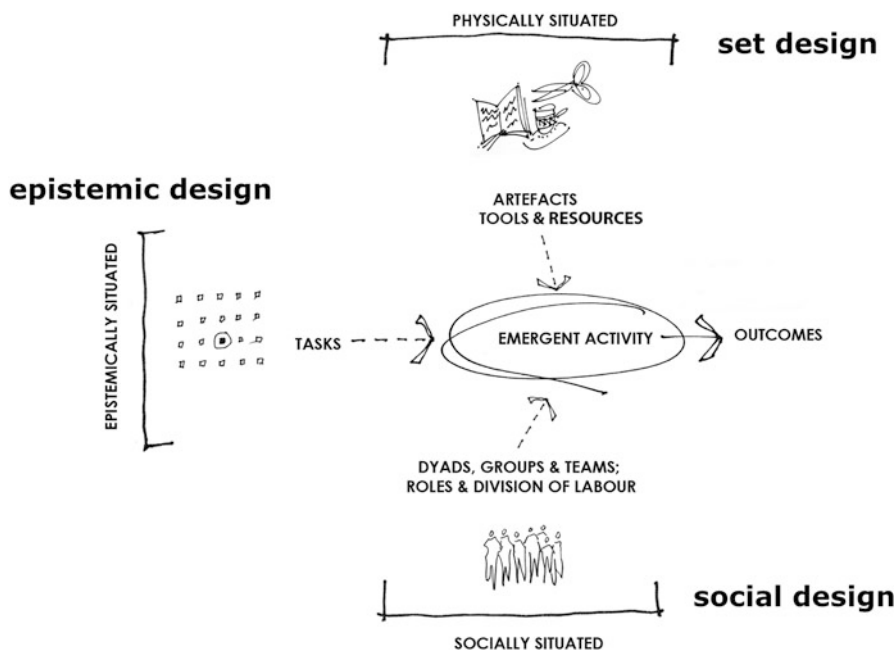 PHYSICALLY SITUATED
set design
epistemic design
ARTEFACTS
TOOLS & RESOURCES
EPISTEMICALLY SITUATED
TASKS
EMERGENT ACTIVITY
OUTCOMES
DYADS, GROUPS & TEAMS;
ROLES & DIVISION OF LABOUR
social design
SOCIALLY SITUATED